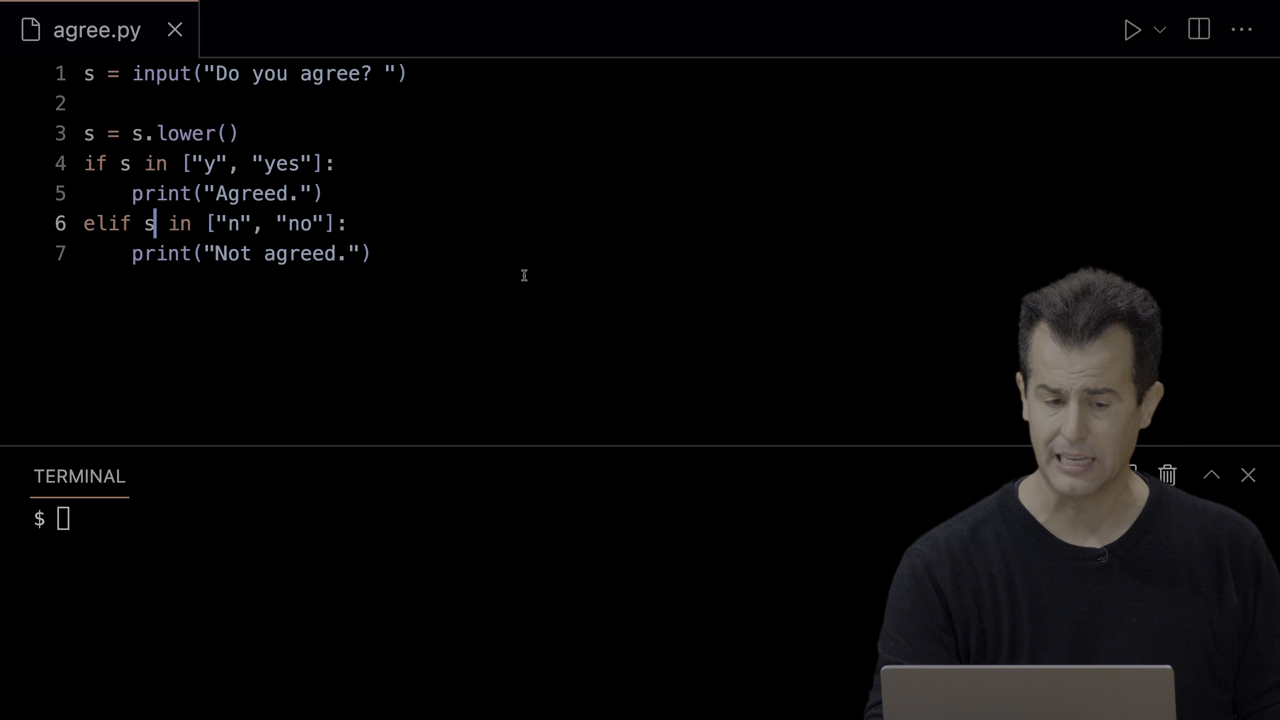 agree.py
1 s = input("Do you agree? ")
2
3 s = s.lower()
4 if s in ["y", "yes"]:
5     print("Agreed.")
6 elif s in ["n", "no"]:
7     print("Not agreed.")
TERMINAL
$